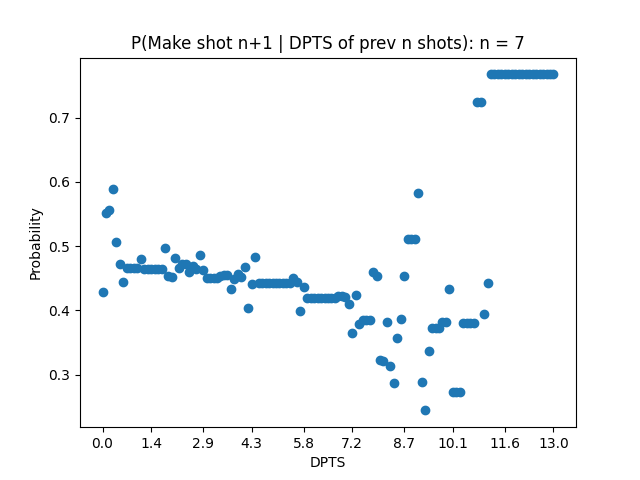 P(Make shot n+1 | DPTS of prev n shots): n = 7
Probability
0.7
0.6
0.5
0.4
0.3
0.0 1.4 2.9 4.3 5.8 7.2 8.7 10.1 11.6 13.0
DPTS